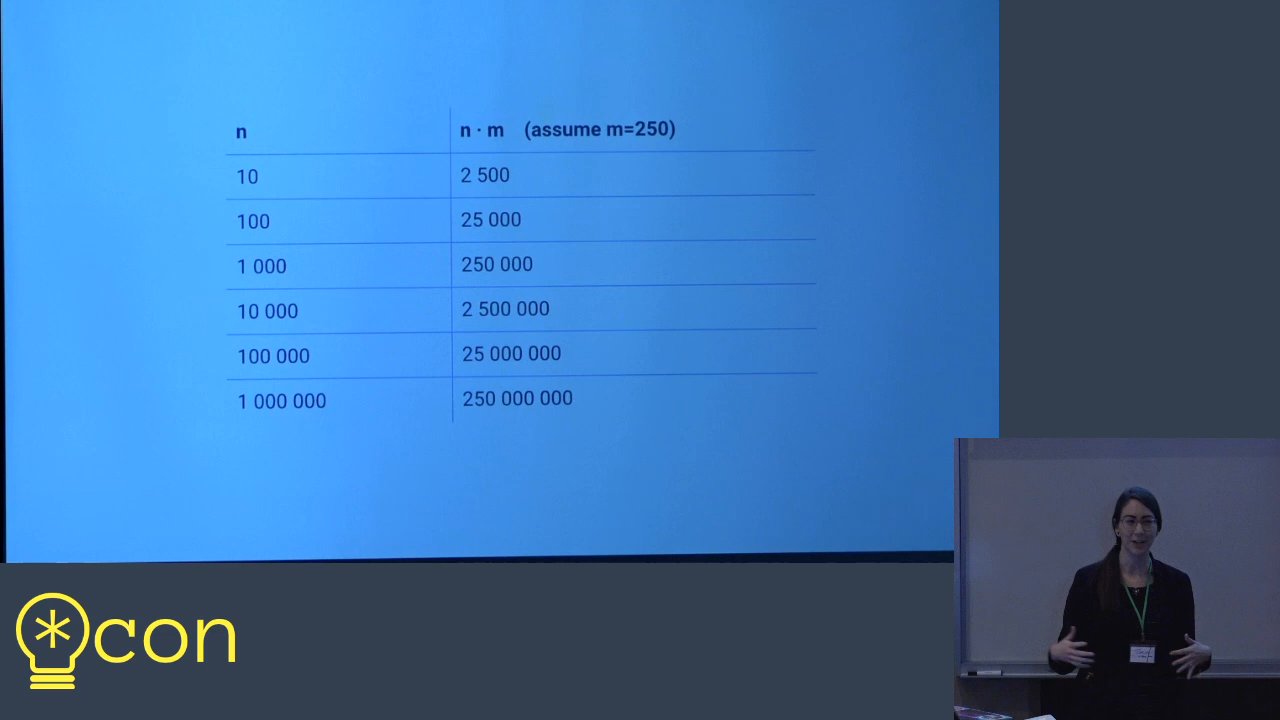 n n · m (assume m=250)
10 2 500
100 25 000
1 000 250 000
10 000 2 500 000
100 000 25 000 000
1 000 000 250 000 000
*con